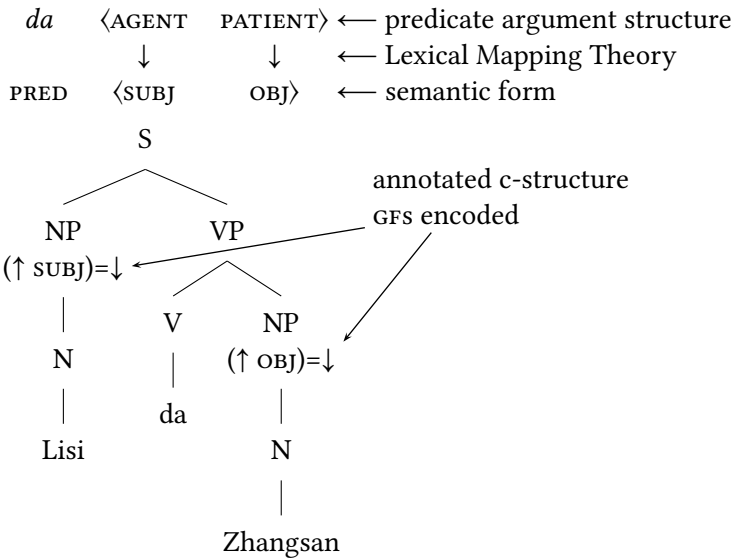 da ⟨AGENT PATIENT⟩ ⟵ predicate argument structure
↓ ↓ ⟵ Lexical Mapping Theory
PRED ⟨SUBJ OBJ⟩ ⟵ semantic form
S
annotated c-structure
GFs encoded
NP VP
(↑ SUBJ)=↓
V NP
N (↑ OBJ)=↓
da
Lisi N
Zhangsan